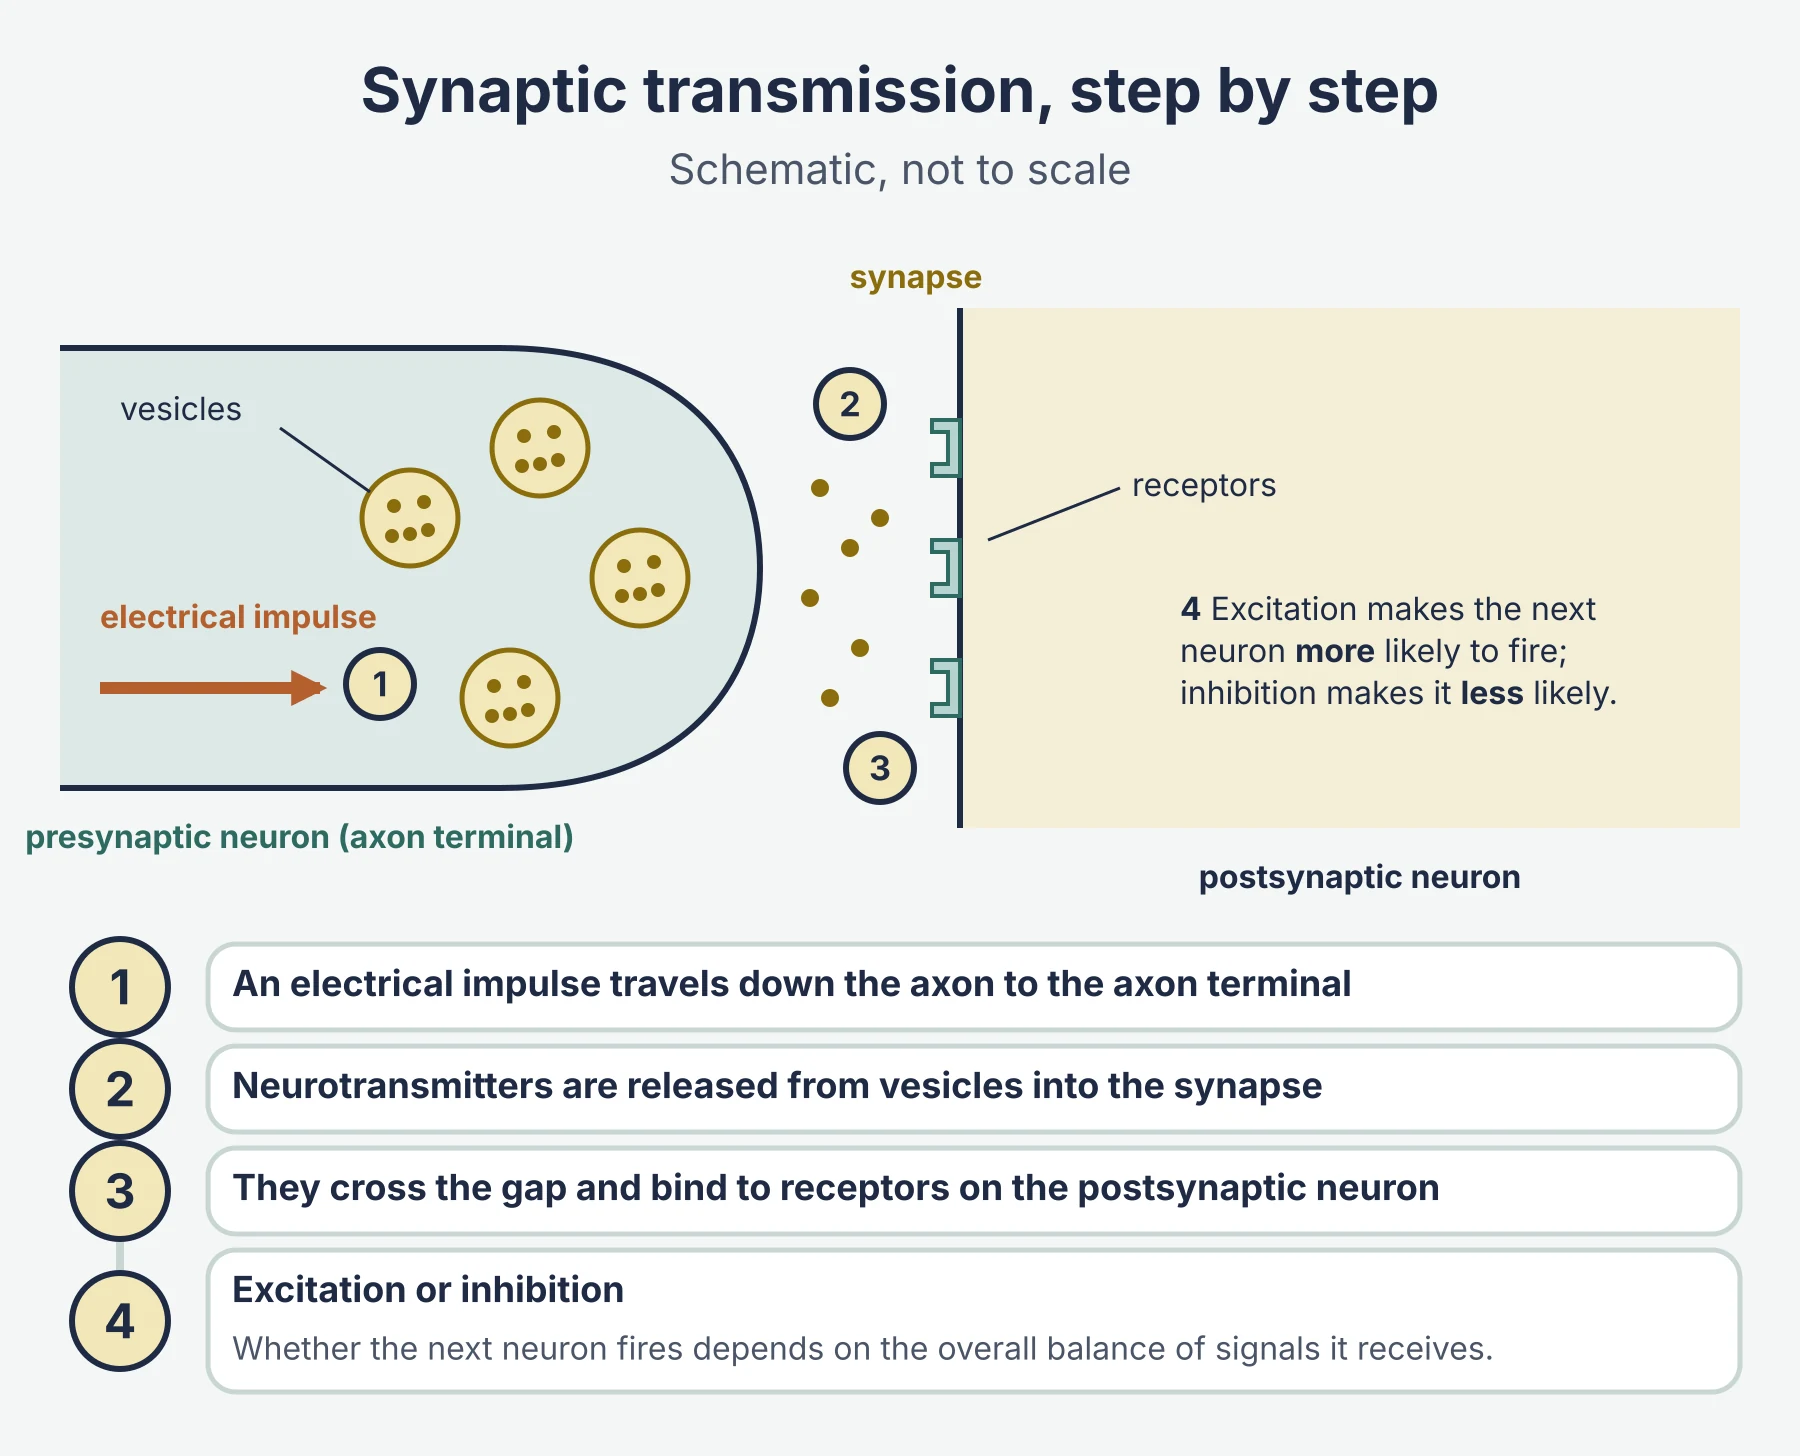 Synaptic transmission, step by step
Schematic, not to scale
synapse
vesicles
2
receptors
electrical impulse
1
4 Excitation makes the next
neuron more likely to fire;
inhibition makes it less likely.
3
presynaptic neuron (axon terminal)
postsynaptic neuron
1 An electrical impulse travels down the axon to the axon terminal
2 Neurotransmitters are released from vesicles into the synapse
3 They cross the gap and bind to receptors on the postsynaptic neuron
4 Excitation or inhibition
Whether the next neuron fires depends on the overall balance of signals it receives.